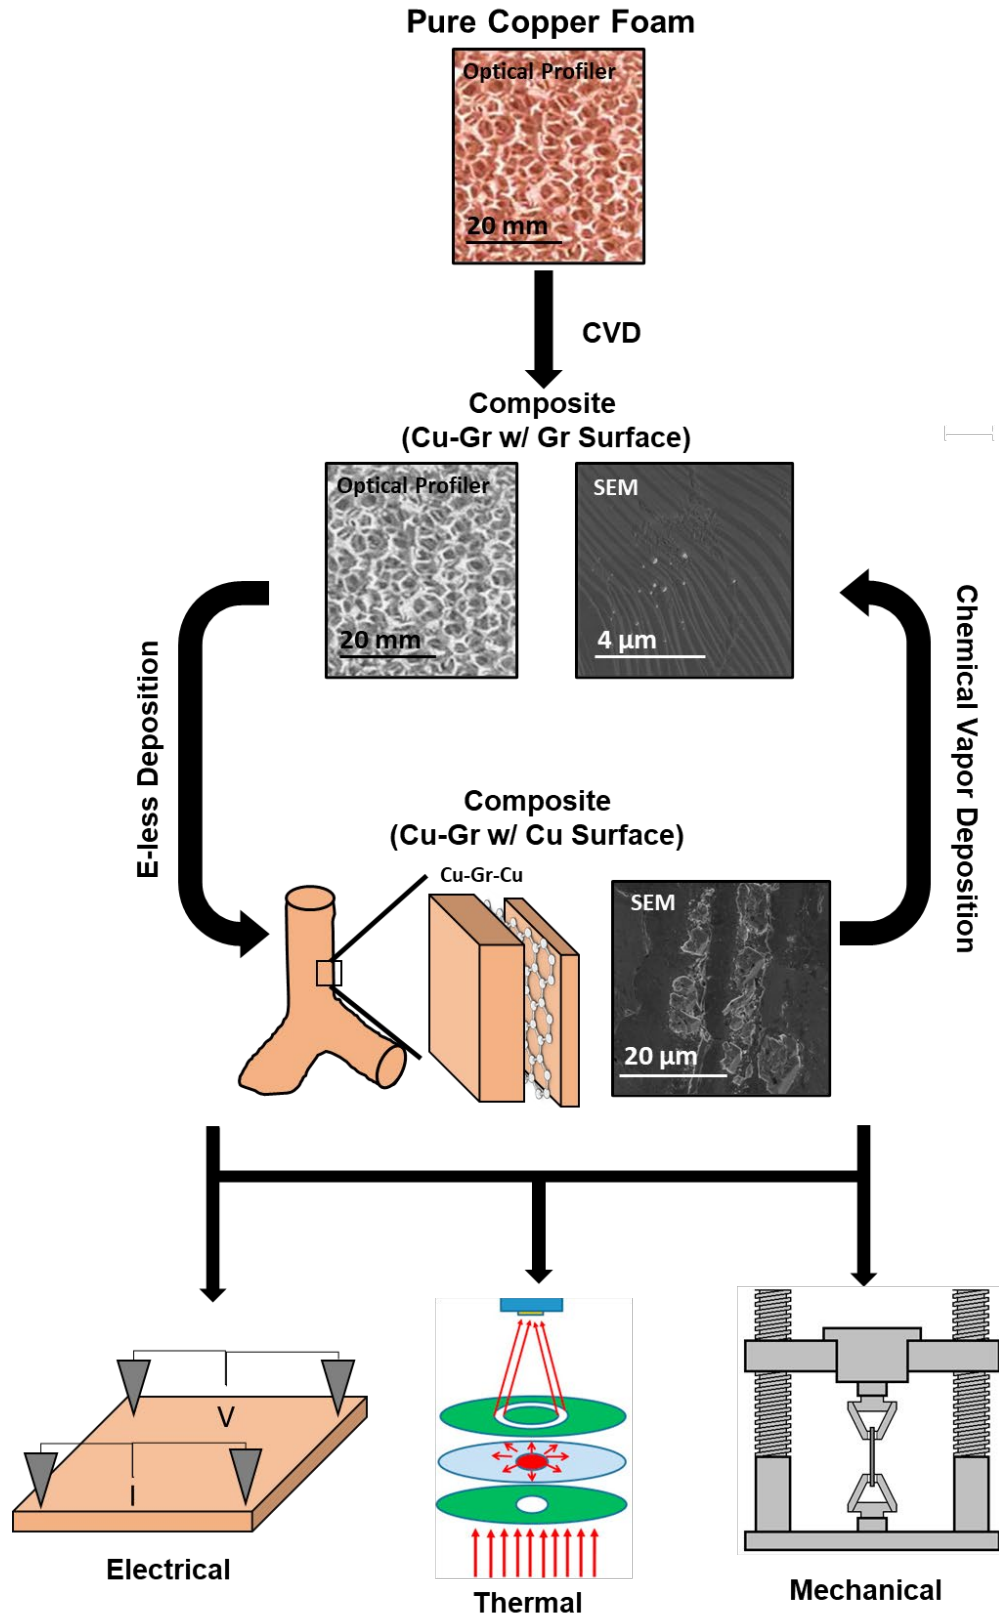 Pure Copper Foam
Optical Profiler
20 mm
CVD
Composite
(Cu-Gr w/ Gr Surface)
Optical Profiler
20 mm
SEM
4 µm
E-less Deposition
Chemical Vapor Deposition
Composite
(Cu-Gr w/ Cu Surface)
Cu-Gr-Cu
SEM
20 µm
V
I
Electrical
Thermal
Mechanical